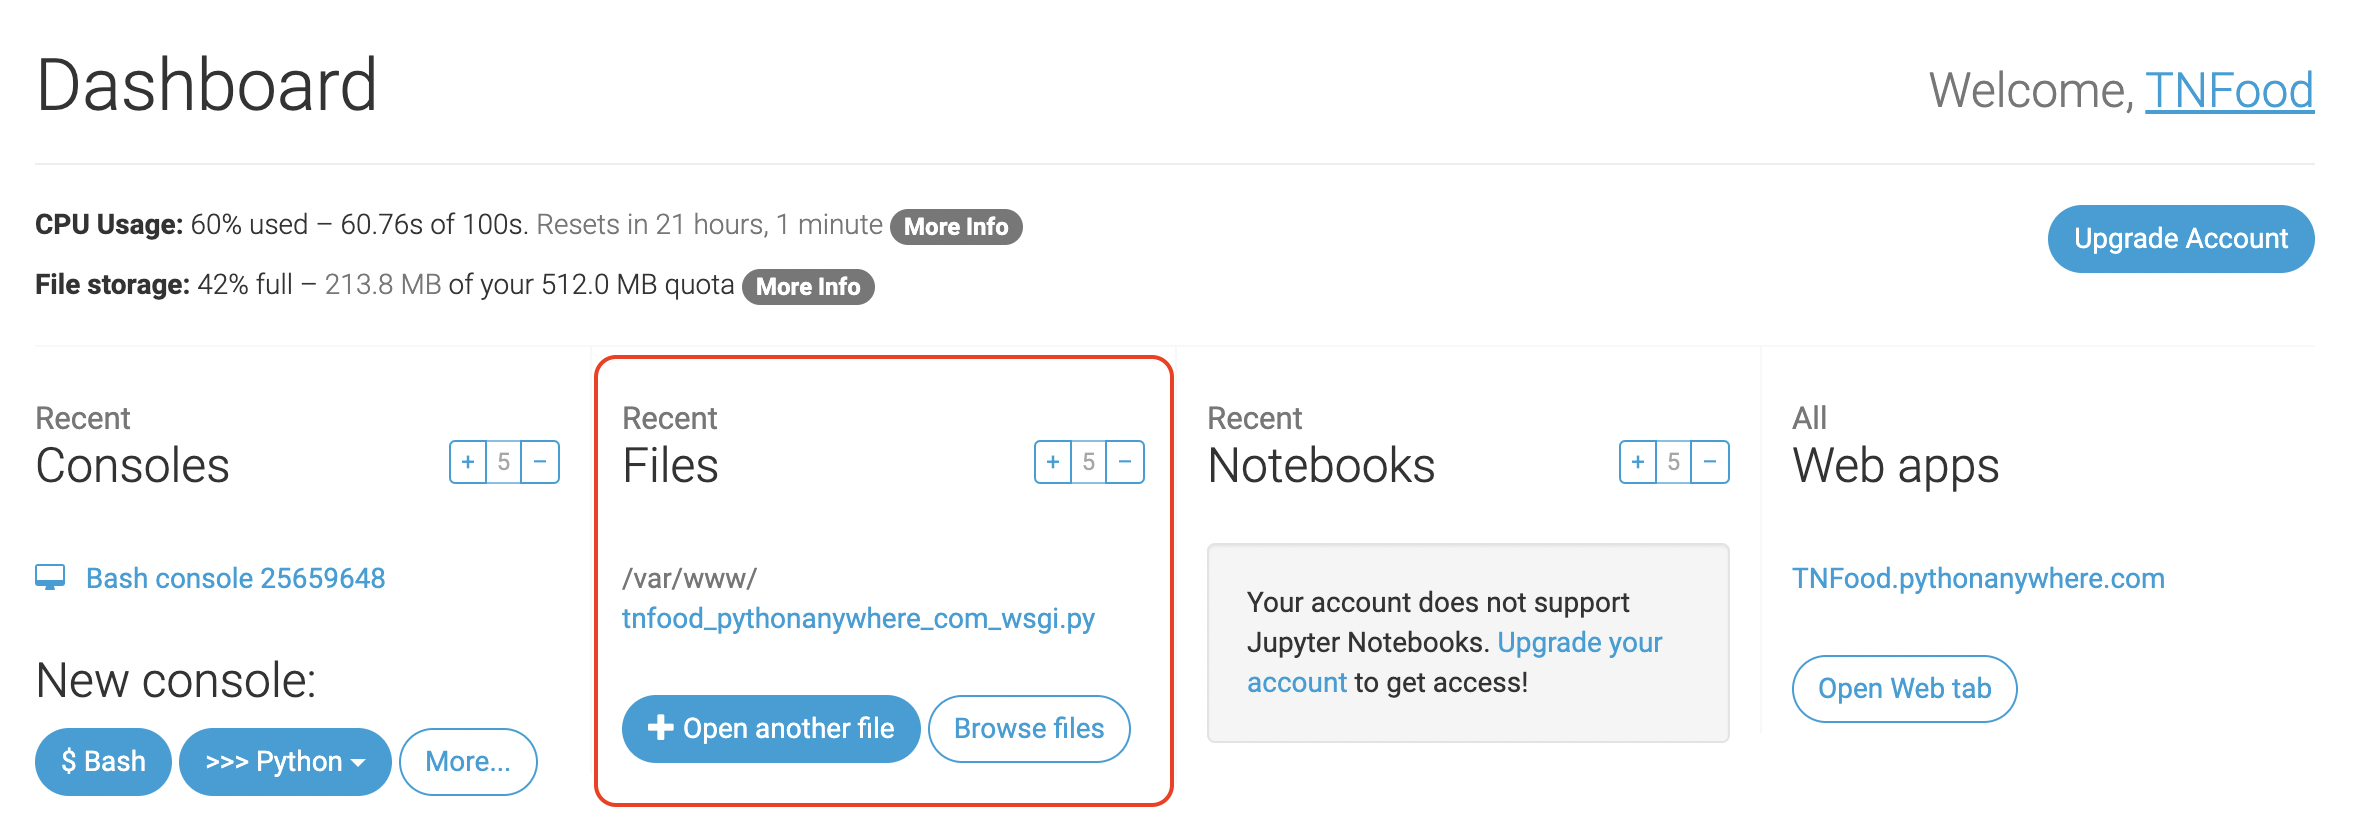 Dashboard
Welcome, TNFood
CPU Usage: 60% used – 60.76s of 100s. Resets in 21 hours, 1 minute More Info
File storage: 42% full – 213.8 MB of your 512.0 MB quota More Info
Upgrade Account
Recent
Consoles
+ 5 −
Bash console 25659648
New console:
$ Bash >>> Python More...
Recent
Files
+ 5 −
/var/www/
tnfood_pythonanywhere_com_wsgi.py
+ Open another file Browse files
Recent
Notebooks
+ 5 −
Your account does not support
Jupyter Notebooks. Upgrade your
account to get access!
All
Web apps
TNFood.pythonanywhere.com
Open Web tab